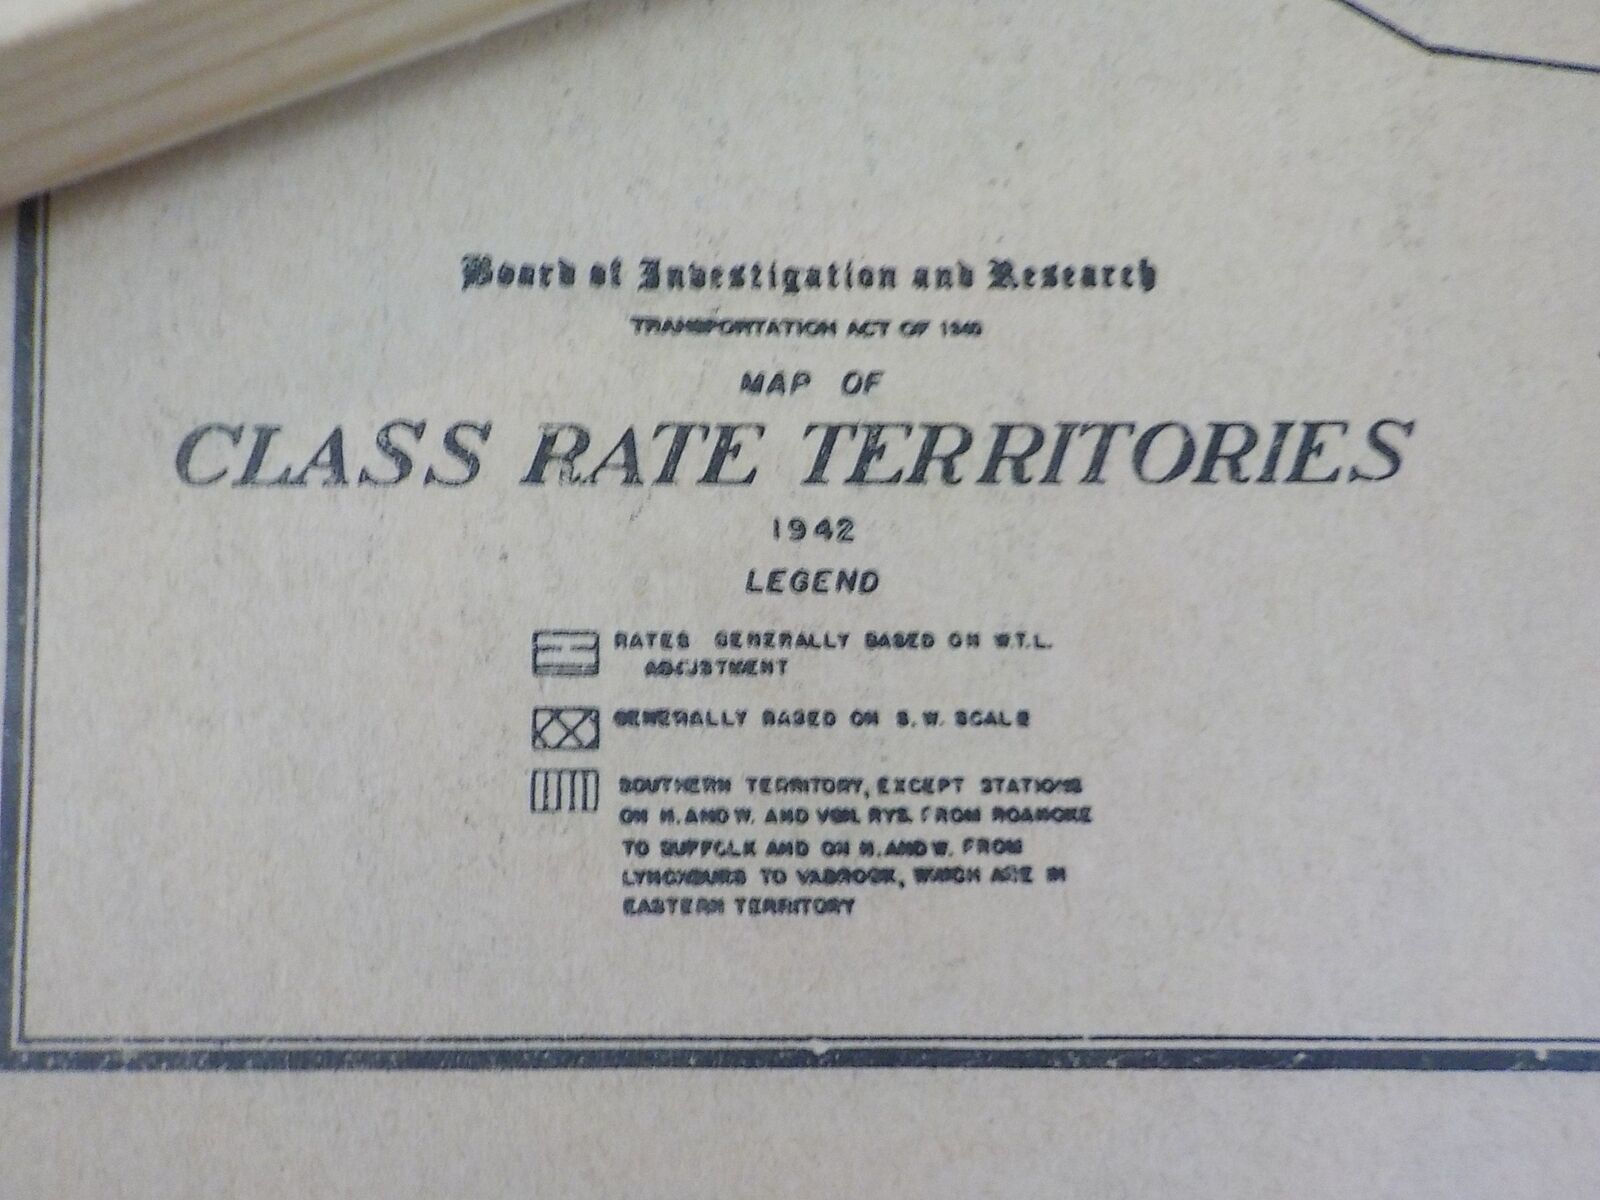 Board of Investigation and Research
TRANSPORTATION ACT OF 1940
MAP OF
CLASS RATE TERRITORIES
1942
LEGEND
RATES GENERALLY BASED ON W.T.L.
ADJUSTMENT
GENERALLY BASED ON S.W. SCALE
SOUTHERN TERRITORY, EXCEPT STATIONS
ON N. AND W. AND VGN. RYS. FROM ROANOKE
TO SUFFOLK AND ON N. AND W. FROM
LYNCHBURG TO VABROOK, WHICH ARE IN
EASTERN TERRITORY